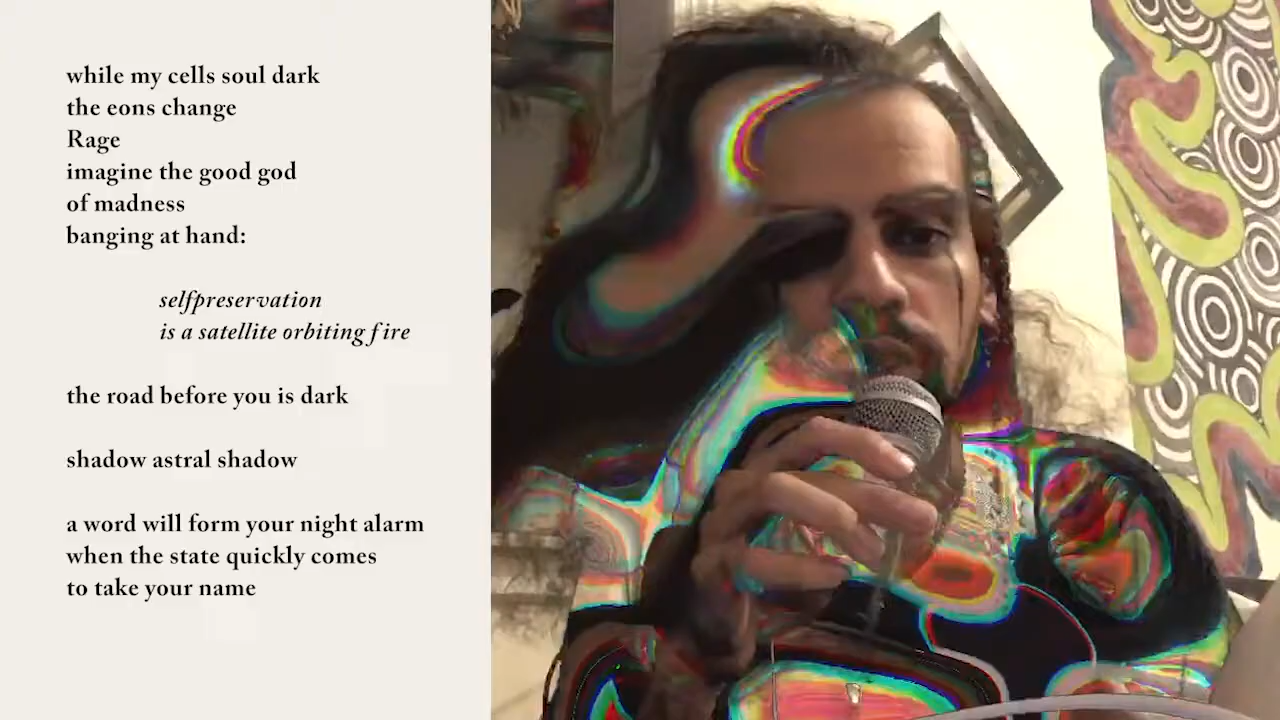 while my cells soul dark
the eons change
Rage
imagine the good god
of madness
banging at hand:
selfpreservation
is a satellite orbiting fire
the road before you is dark
shadow astral shadow
a word will form your night alarm
when the state quickly comes
to take your name